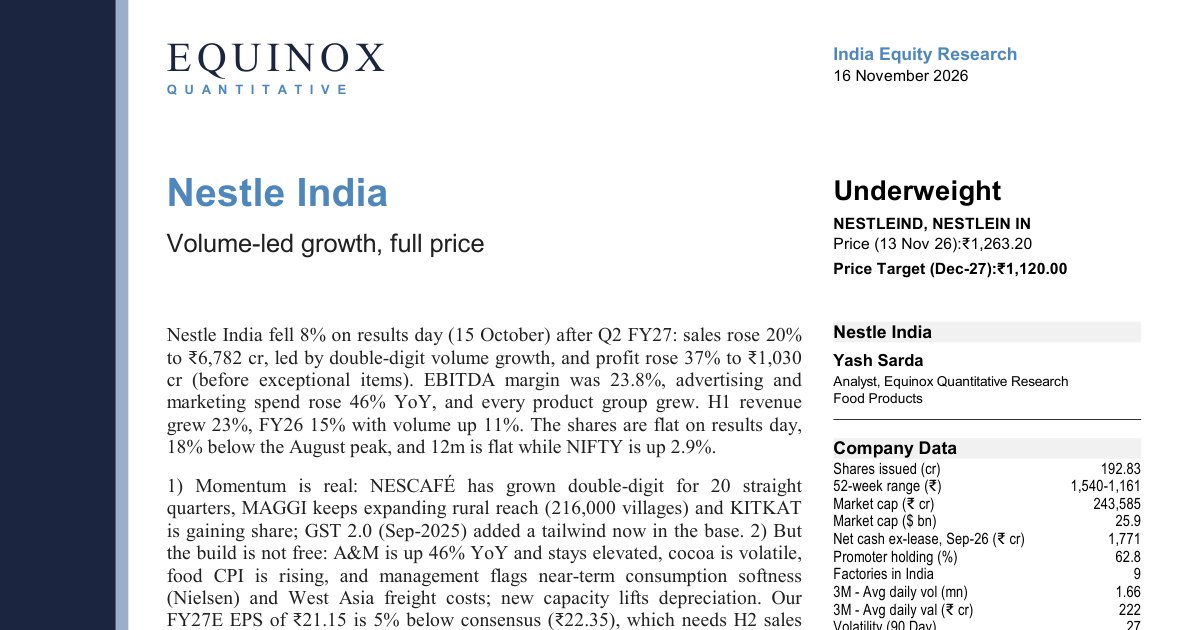 EQUINOX
QUANTITATIVE
India Equity Research
16 November 2026
Nestle India
Volume-led growth, full price
Underweight
NESTLEIND, NESTLEIN IN
Price (13 Nov 26):₹1,263.20
Price Target (Dec-27):₹1,120.00
Nestle India fell 8% on results day (15 October) after Q2 FY27: sales rose 20%
to ₹6,782 cr, led by double-digit volume growth, and profit rose 37% to ₹1,030
cr (before exceptional items). EBITDA margin was 23.8%, advertising and
marketing spend rose 46% YoY, and every product group grew. H1 revenue
grew 23%, FY26 15% with volume up 11%. The shares are flat on results day,
18% below the August peak, and 12m is flat while NIFTY is up 2.9%.
1) Momentum is real: NESCAFÉ has grown double-digit for 20 straight
quarters, MAGGI keeps expanding rural reach (216,000 villages) and KITKAT
is gaining share; GST 2.0 (Sep-2025) added a tailwind now in the base. 2) But
the build is not free: A&M is up 46% YoY and stays elevated, cocoa is volatile,
food CPI is rising, and management flags near-term consumption softness
(Nielsen) and West Asia freight costs; new capacity lifts depreciation. Our
FY27E EPS of ₹21.15 is 5% below consensus (₹22.35), which needs H2 sales
Nestle India
Yash Sarda
Analyst, Equinox Quantitative Research
Food Products
Company Data
Shares issued (cr) 192.83
52-week range (₹) 1,540-1,161
Market cap (₹ cr) 243,585
Market cap ($ bn) 25.9
Net cash ex-lease, Sep-26 (₹ cr) 1,771
Promoter holding (%) 62.8
Factories in India 9
3M - Avg daily vol (mn) 1.66
3M - Avg daily val (₹ cr) 222
Volatility (90 Day) 27